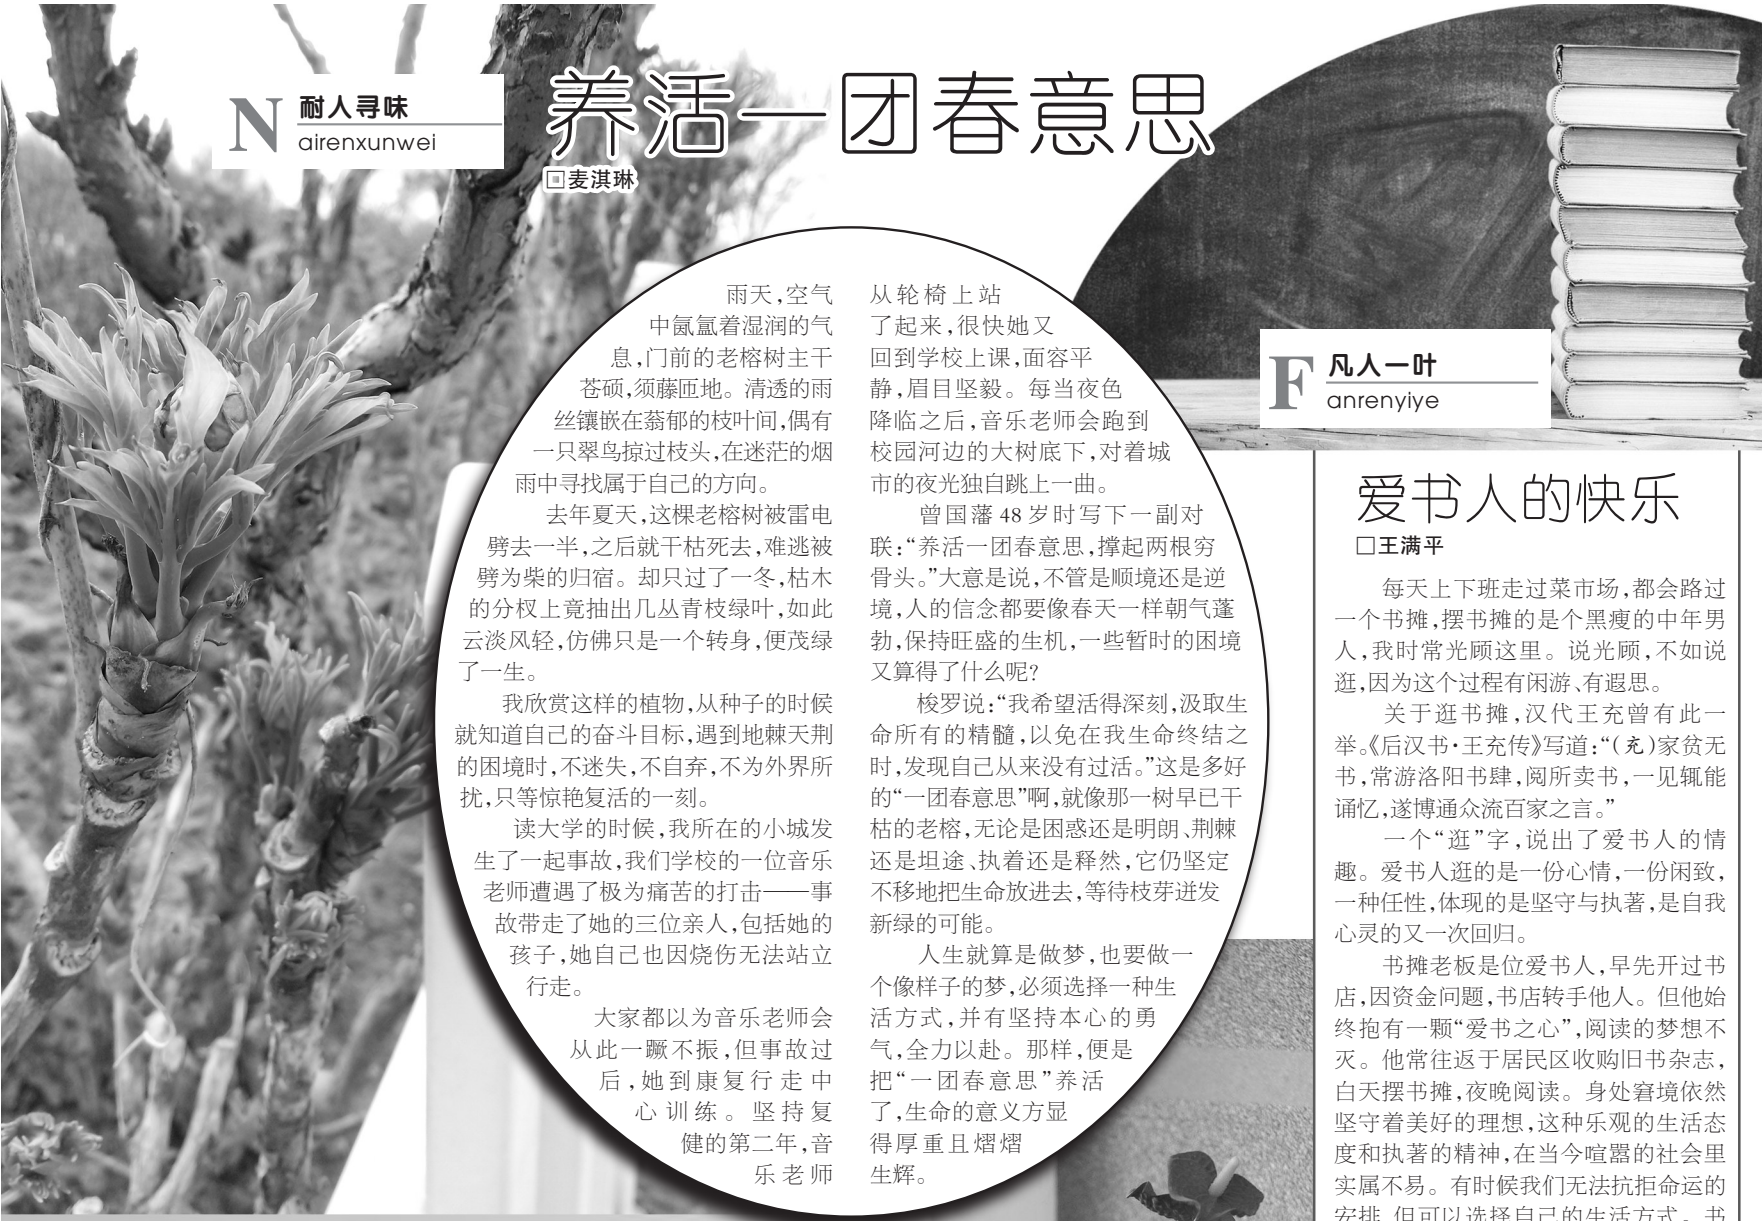 N 耐人寻味
airenxunwei
养活一团春意思
□麦淇琳
雨天,空气
中氤氲着湿润的气
息,门前的老榕树主干
苍硕,须藤匝地。清透的雨
丝镶嵌在蓊郁的枝叶间,偶有
一只翠鸟掠过枝头,在迷茫的烟
雨中寻找属于自己的方向。
去年夏天,这棵老榕树被雷电
劈去一半,之后就干枯死去,难逃被
劈为柴的归宿。却只过了一冬,枯木
的分杈上竟抽出几丛青枝绿叶,如此
云淡风轻,仿佛只是一个转身,便茂绿
了一生。
我欣赏这样的植物,从种子的时候
就知道自己的奋斗目标,遇到地棘天荆
的困境时,不迷失,不自弃,不为外界所
扰,只等惊艳复活的一刻。
读大学的时候,我所在的小城发
生了一起事故,我们学校的一位音乐
老师遭遇了极为痛苦的打击——事
故带走了她的三位亲人,包括她的
孩子,她自己也因烧伤无法站立
行走。
大家都以为音乐老师会
从此一蹶不振,但事故过
后,她到康复行走中
心训练。坚持复
健的第二年,音
乐老师
从轮椅上站
了起来,很快她又
回到学校上课,面容平
静,眉目坚毅。每当夜色
降临之后,音乐老师会跑到
校园河边的大树底下,对着城
市的夜光独自跳上一曲。
曾国藩48岁时写下一副对
联:“养活一团春意思,撑起两根穷
骨头。”大意是说,不管是顺境还是逆
境,人的信念都要像春天一样朝气蓬
勃,保持旺盛的生机,一些暂时的困境
又算得了什么呢?
梭罗说:“我希望活得深刻,汲取生
命所有的精髓,以免在我生命终结之
时,发现自己从来没有过活。”这是多好
的“一团春意思”啊,就像那一树早已干
枯的老榕,无论是困惑还是明朗、荆棘
还是坦途、执着还是释然,它仍坚定
不移地把生命放进去,等待枝芽迸发
新绿的可能。
人生就算是做梦,也要做一
个像样子的梦,必须选择一种生
活方式,并有坚持本心的勇
气,全力以赴。那样,便是
把“一团春意思”养活
了,生命的意义方显
得厚重且熠熠
生辉。
F 凡人一叶
anrenyiye
爱书人的快乐
□王满平
每天上下班走过菜市场,都会路过
一个书摊,摆书摊的是个黑瘦的中年男
人,我时常光顾这里。说光顾,不如说
逛,因为这个过程有闲游、有遐思。
关于逛书摊,汉代王充曾有此一
举。《后汉书·王充传》写道:“(充)家贫无
书,常游洛阳书肆,阅所卖书,一见辄能
诵忆,遂博通众流百家之言。”
一个“逛”字,说出了爱书人的情
趣。爱书人逛的是一份心情,一份闲致,
一种任性,体现的是坚守与执著,是自我
心灵的又一次回归。
书摊老板是位爱书人,早先开过书
店,因资金问题,书店转手他人。但他始
终抱有一颗“爱书之心”,阅读的梦想不
灭。他常往返于居民区收购旧书杂志,
白天摆书摊,夜晚阅读。身处窘境依然
坚守着美好的理想,这种乐观的生活态
度和执著的精神,在当今喧嚣的社会里
实属不易。有时候我们无法抗拒命运的
安排,但可以选择自己的生活方式。书